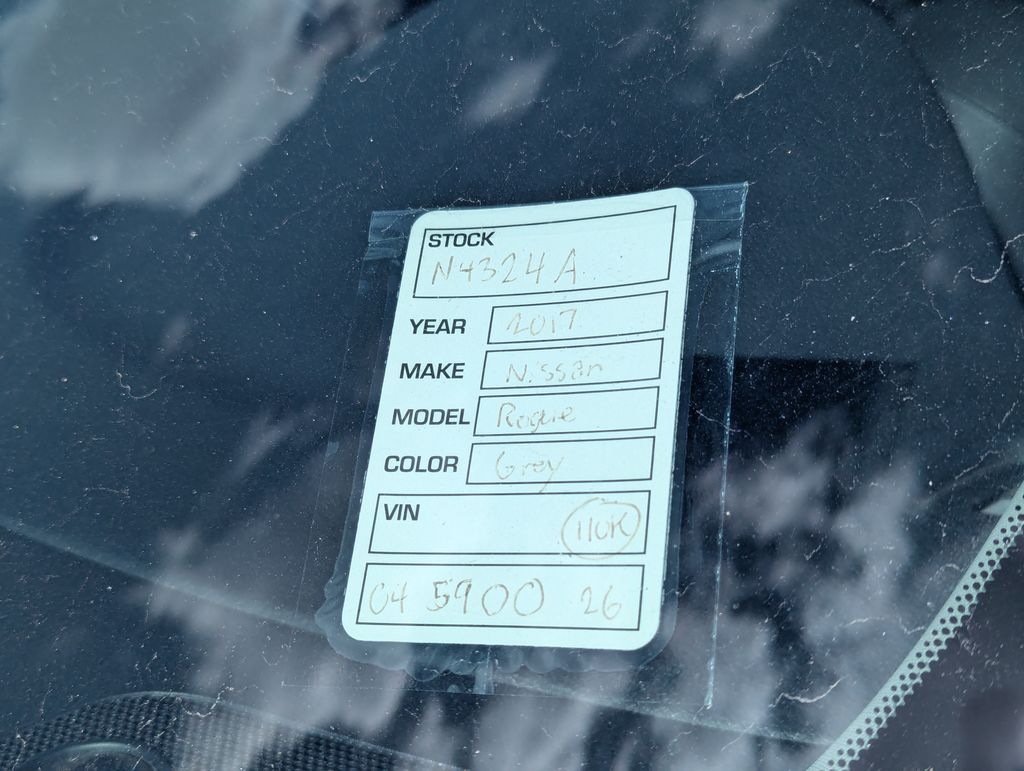 STOCK
N4324A
YEAR 2017
MAKE Nissan
MODEL Rogue
COLOR Grey
VIN 110K
04 5900 26